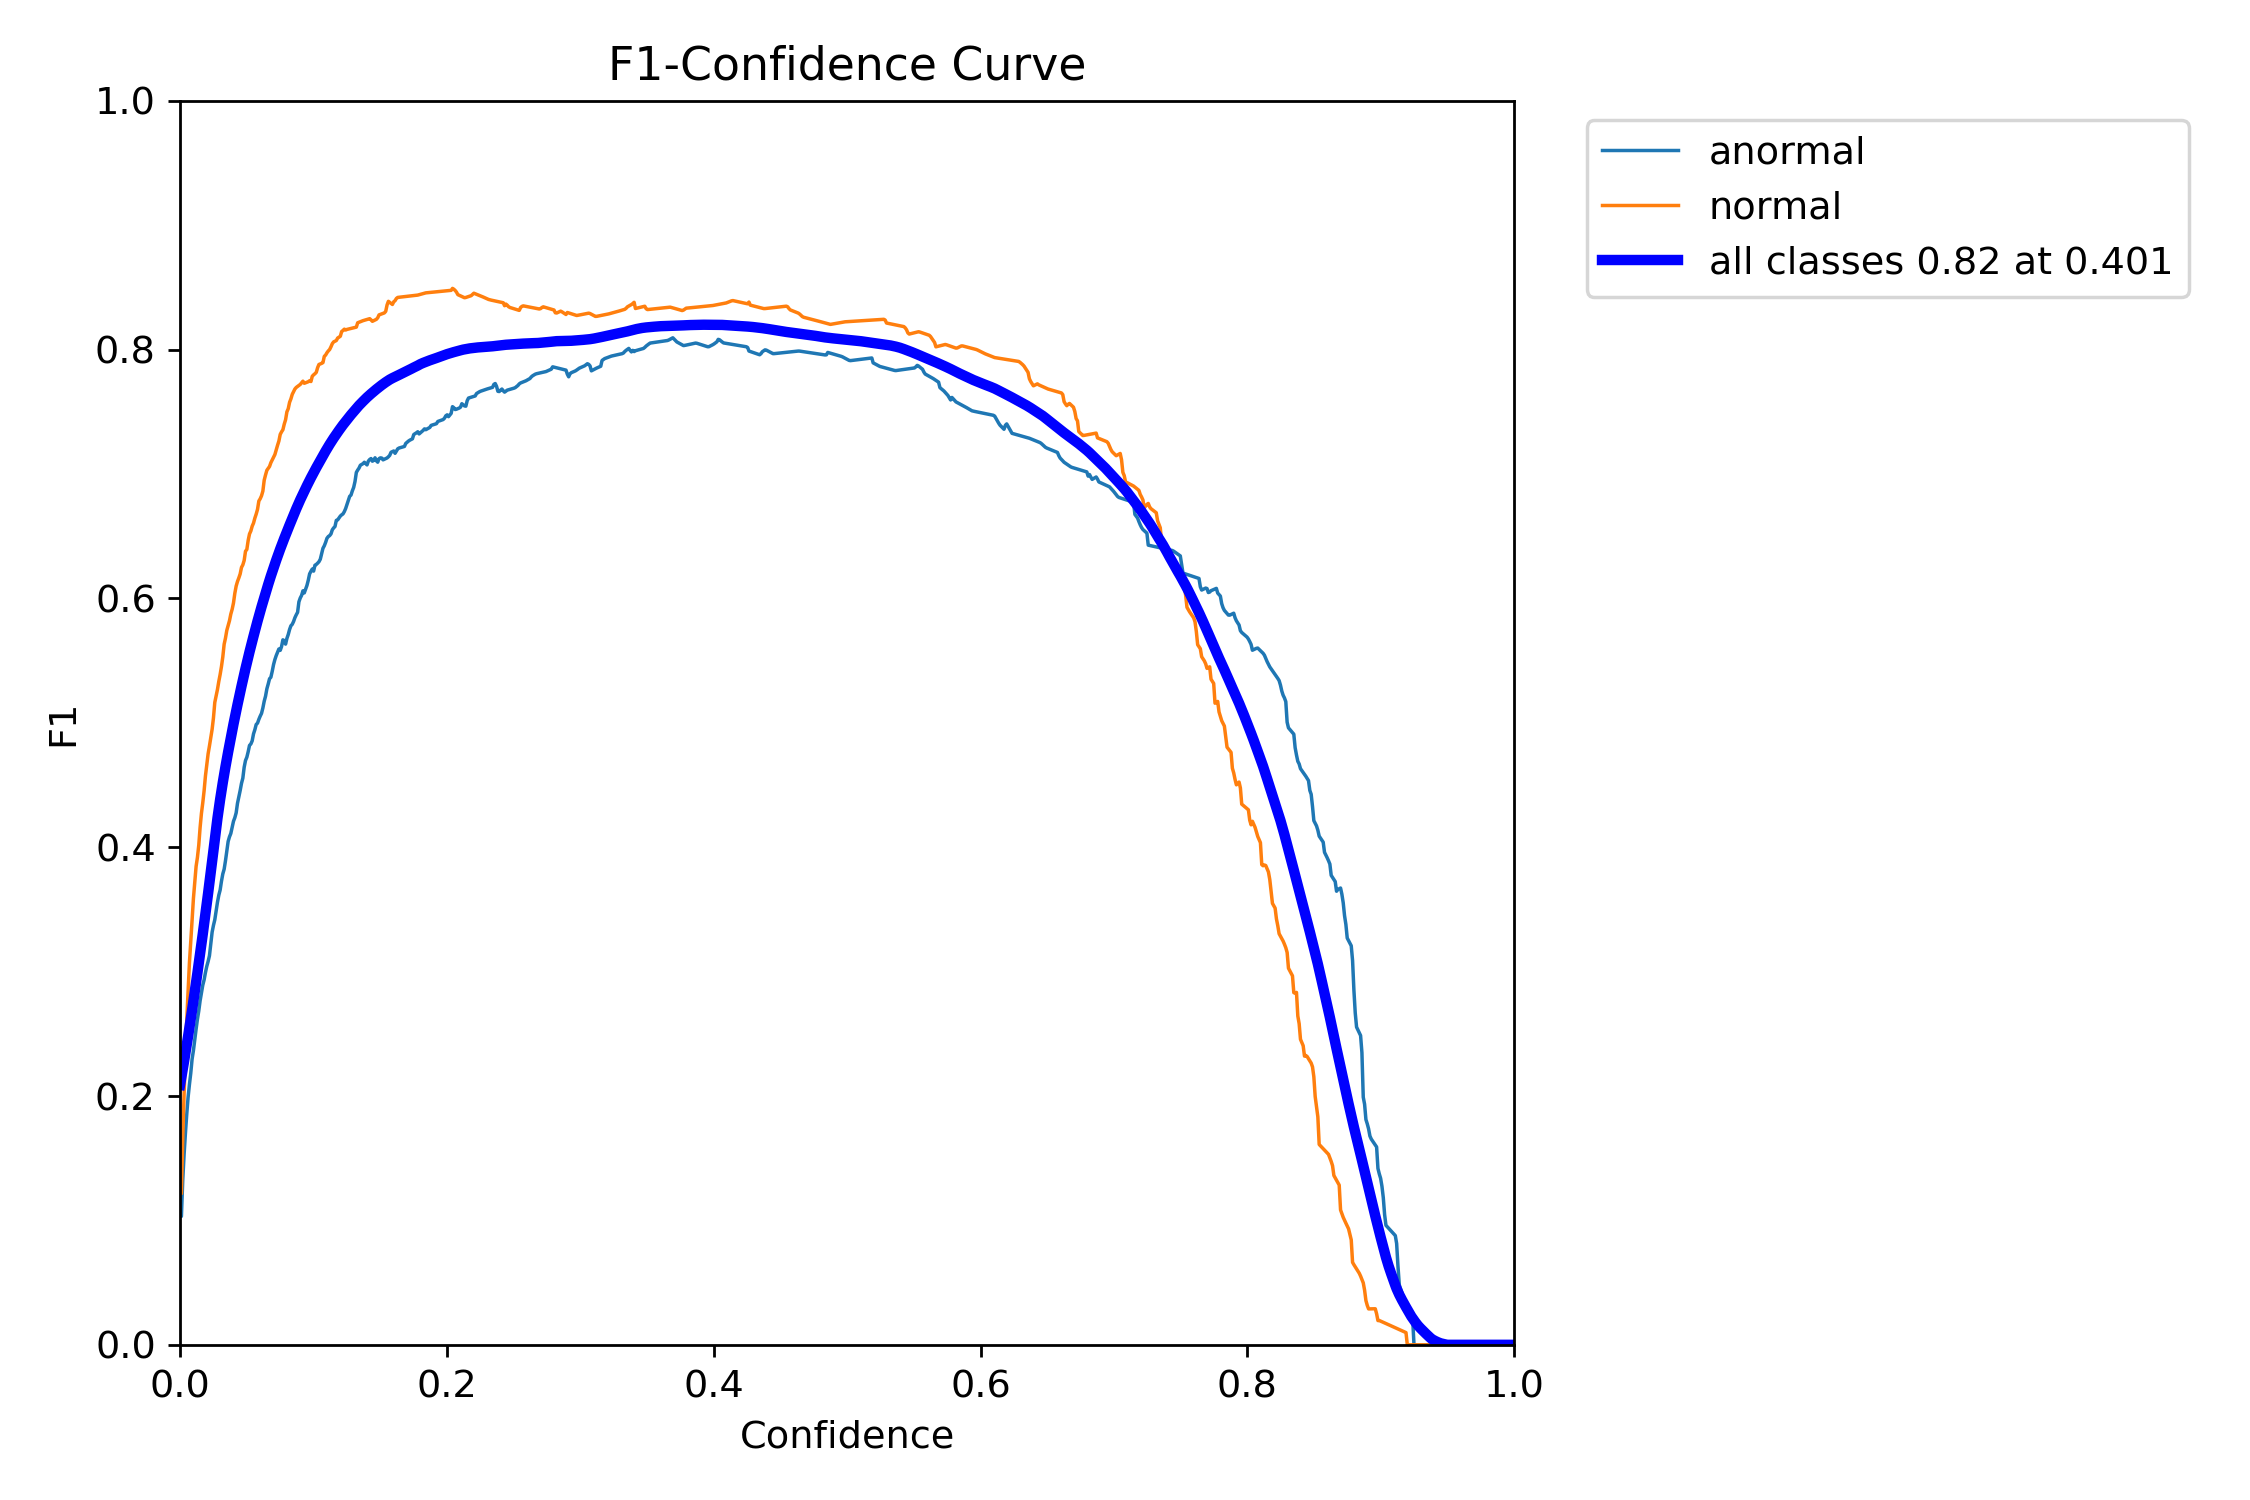 F1-Confidence Curve
1.0
0.8
0.6
0.4
0.2
0.0
F1
0.0 0.2 0.4 0.6 0.8 1.0
Confidence
anormal
normal
all classes 0.82 at 0.401